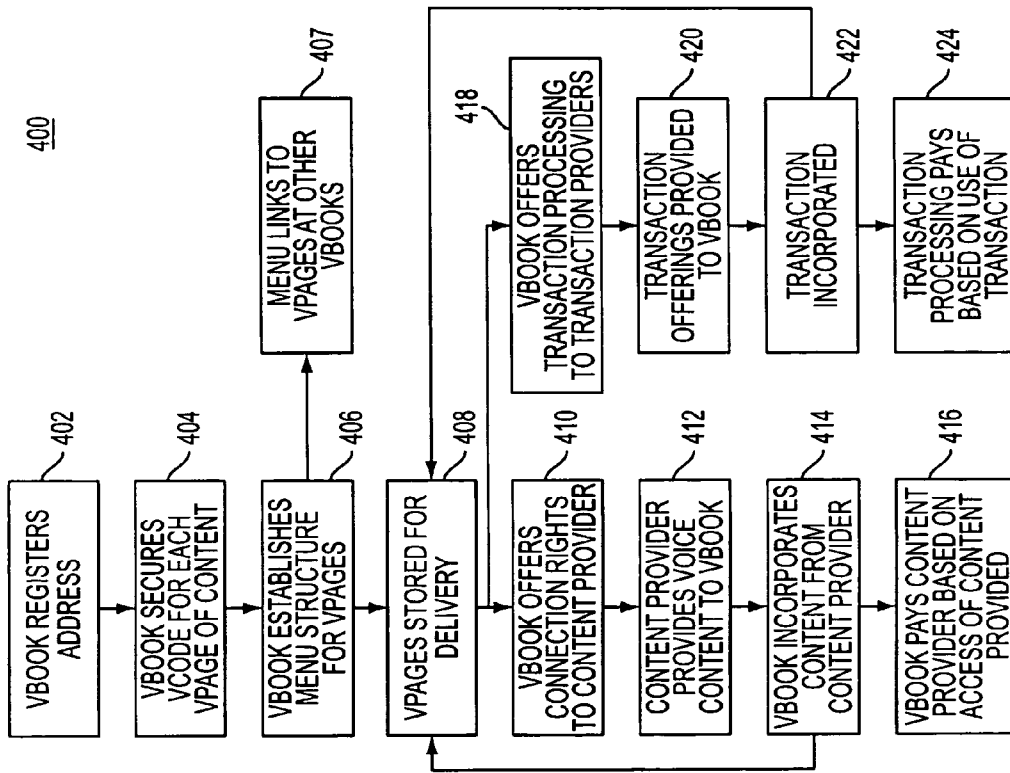 400
VBOOK REGISTERS
ADDRESS
402
VBOOK SECURES
VCODE FOR EACH
VPAGE OF CONTENT
404
VBOOK ESTABLISHES
MENU STRUCTURE
FOR VPAGES
406
MENU LINKS TO
VPAGES AT OTHER
VBOOKS
407
VPAGES STORED FOR
DELIVERY
408
VBOOK OFFERS
CONNECTION RIGHTS
TO CONTENT PROVIDER
410
CONTENT PROVIDER
PROVIDES VOICE
CONTENT TO VBOOK
412
VBOOK INCORPORATES
CONTENT FROM
CONTENT PROVIDER
414
VBOOK PAYS CONTENT
PROVIDER BASED ON
ACCESS OF CONTENT
PROVIDED
416
VBOOK OFFERS
TRANSACTION PROCESSING
TO TRANSACTION PROVIDERS
418
TRANSACTION
OFFERINGS PROVIDED
TO VBOOK
420
TRANSACTION
INCORPORATED
422
TRANSACTION
PROCESSING PAYS
BASED ON USE OF
TRANSACTION
424